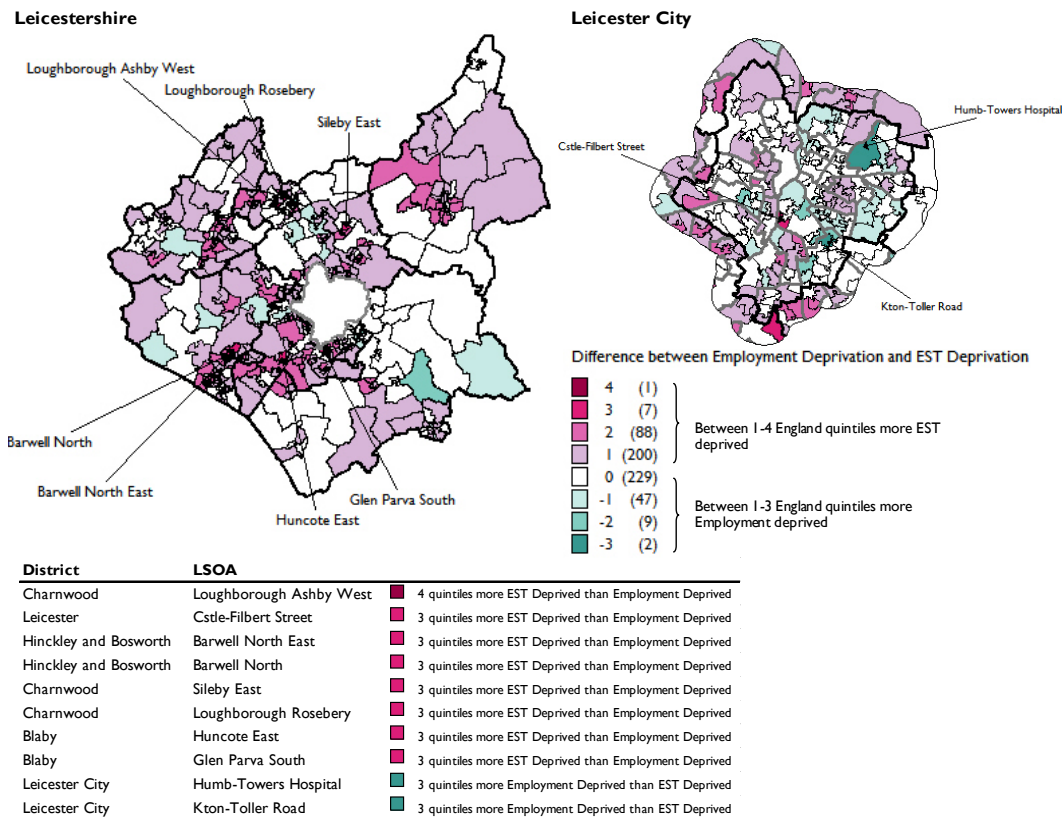 Leicestershire
Leicester City
Loughborough Ashby West
Loughborough Rosebery
Sileby East
Barwell North
Barwell North East
Huncote East
Glen Parva South
Humb-Towers Hospital
Cstle-Filbert Street
Kton-Toller Road
Difference between Employment Deprivation and EST Deprivation
4 (1)
3 (7)
2 (88)
1 (200)
0 (229)
-1 (47)
-2 (9)
-3 (2)
Between 1-4 England quintiles more EST
deprived
Between 1-3 England quintiles more
Employment deprived
District LSOA
Charnwood Loughborough Ashby West 4 quintiles more EST Deprived than Employment Deprived
Leicester Cstle-Filbert Street 3 quintiles more EST Deprived than Employment Deprived
Hinckley and Bosworth Barwell North East 3 quintiles more EST Deprived than Employment Deprived
Hinckley and Bosworth Barwell North 3 quintiles more EST Deprived than Employment Deprived
Charnwood Sileby East 3 quintiles more EST Deprived than Employment Deprived
Charnwood Loughborough Rosebery 3 quintiles more EST Deprived than Employment Deprived
Blaby Huncote East 3 quintiles more EST Deprived than Employment Deprived
Blaby Glen Parva South 3 quintiles more EST Deprived than Employment Deprived
Leicester City Humb-Towers Hospital 3 quintiles more Employment Deprived than EST Deprived
Leicester City Kton-Toller Road 3 quintiles more Employment Deprived than EST Deprived